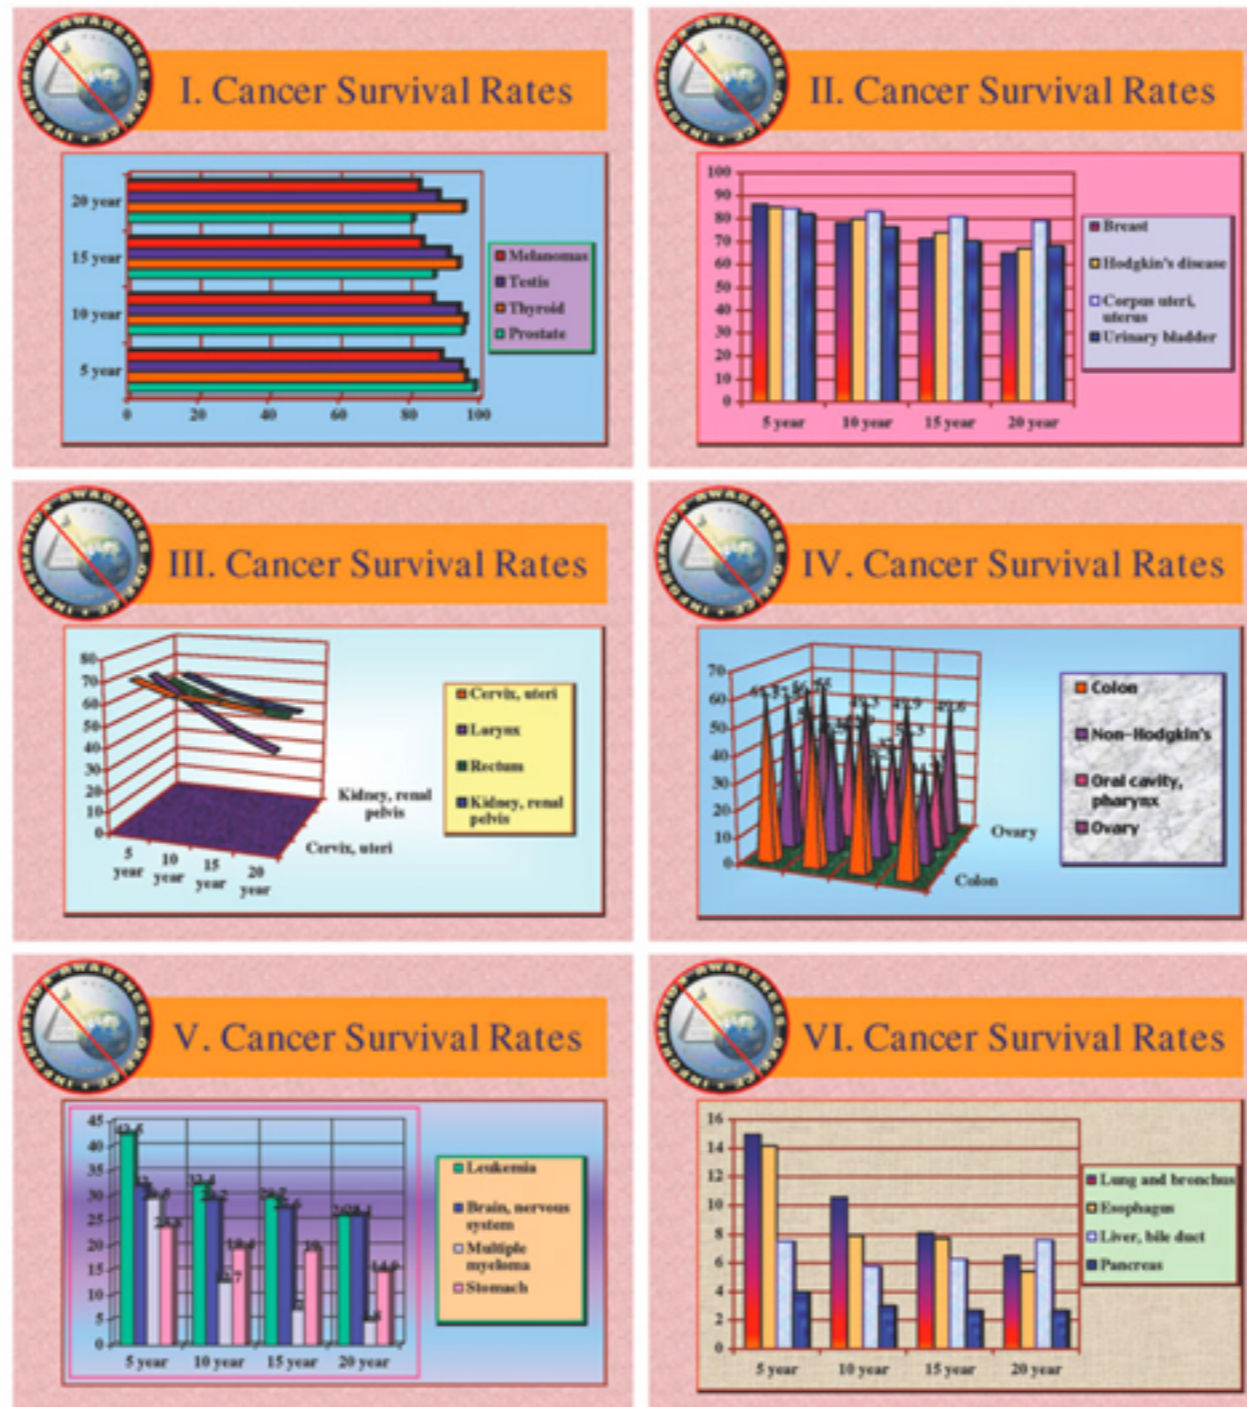 I. Cancer Survival Rates
20 year
15 year
10 year
5 year
0 20 40 60 80 100
Melanomas
Testis
Thyroid
Prostate
II. Cancer Survival Rates
100
90
80
70
60
50
40
30
20
10
0
5 year 10 year 15 year 20 year
Breast
Hodgkin's disease
Corpus uteri,
uterus
Urinary bladder
III. Cancer Survival Rates
80
70
60
50
40
30
20
10
0
5 year
10 year
15 year
20 year
Kidney, renal
pelvis
Cervix, uteri
Cervix, uteri
Larynx
Rectum
Kidney, renal
pelvis
IV. Cancer Survival Rates
70
60
50
40
30
20
10
0
49.3
49.9
49.6
Ovary
Colon
Colon
Non-Hodgkin's
Oral cavity,
pharynx
Ovary
V. Cancer Survival Rates
45
40
35
30
25
20
15
10
5
0
5 year 10 year 15 year 20 year
Leukemia
Brain, nervous
system
Multiple
myeloma
Stomach
VI. Cancer Survival Rates
16
14
12
10
8
6
4
2
0
5 year 10 year 15 year 20 year
Lung and bronchus
Esophagus
Liver, bile duct
Pancreas